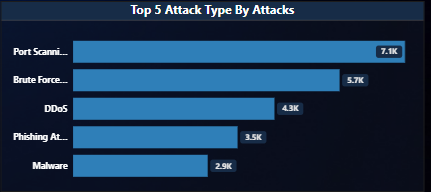 Top 5 Attack Type By Attacks
Port Scanni... 7.1K
Brute Force... 5.7K
DDoS 4.3K
Phishing At... 3.5K
Malware 2.9K